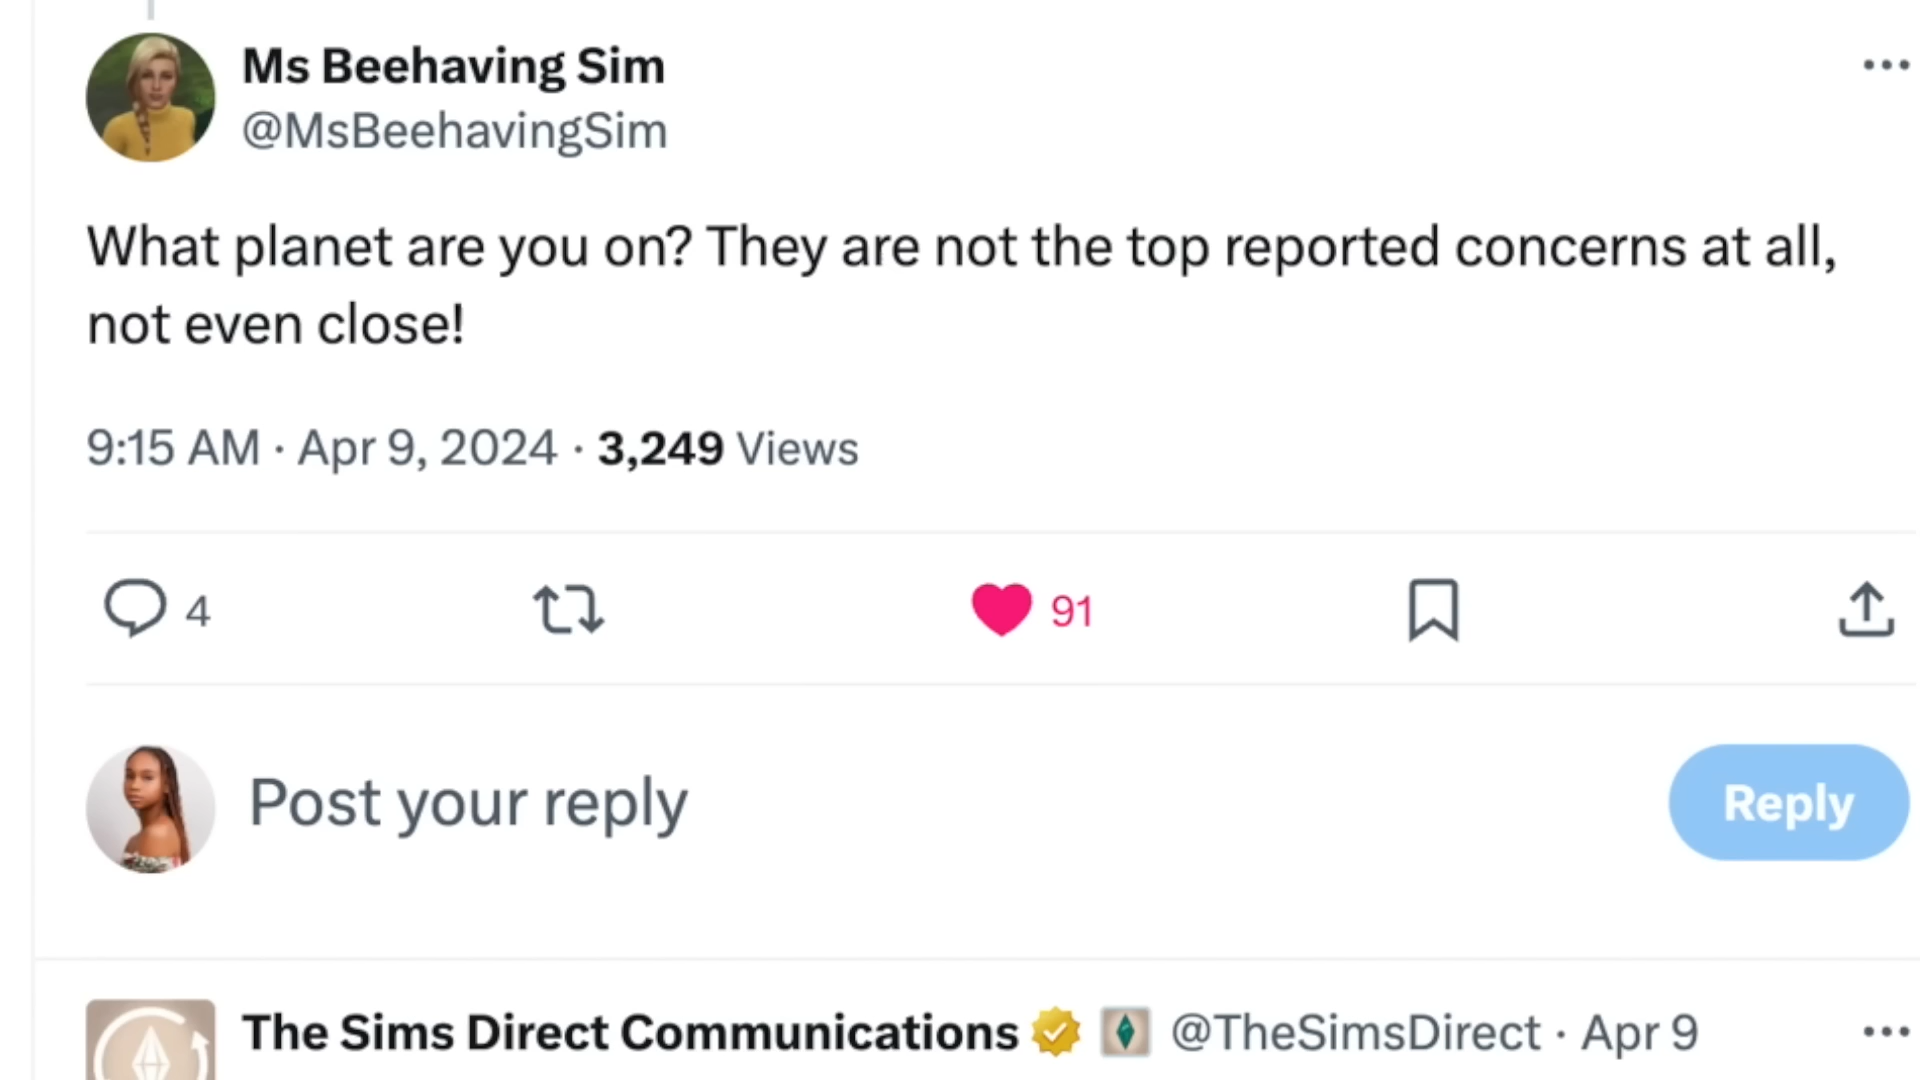 Ms Beehaving Sim
@MsBeehavingSim
What planet are you on? They are not the top reported concerns at all,
not even close!
9:15 AM · Apr 9, 2024 · 3,249 Views
4 91
Post your reply
Reply
The Sims Direct Communications @TheSimsDirect · Apr 9